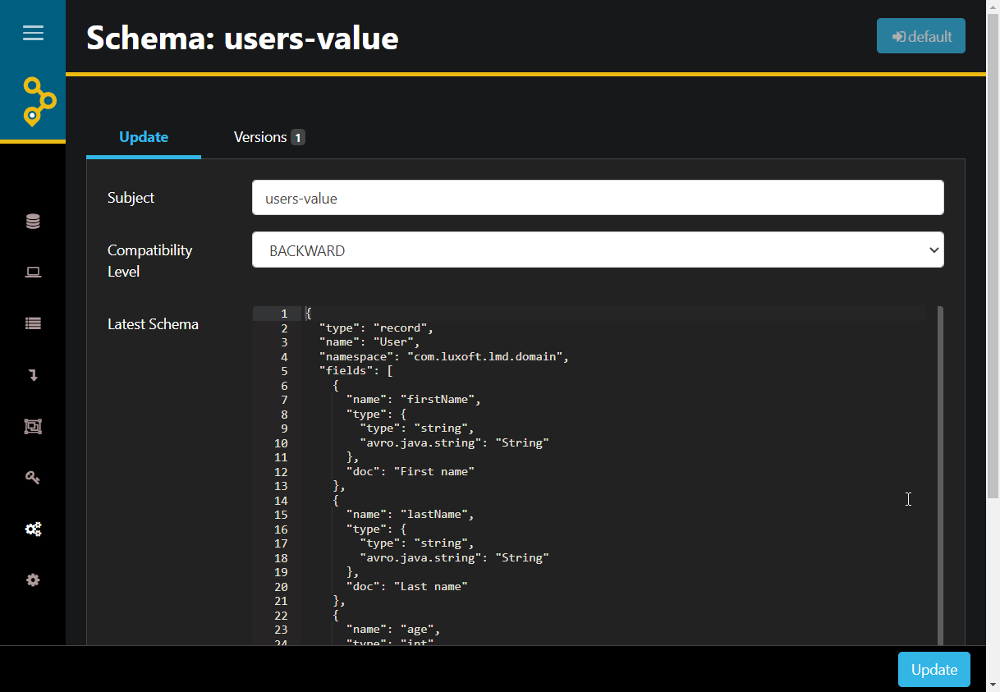 Schema: users-value
default
Update
Versions 1
Subject
users-value
Compatibility
Level
BACKWARD
Latest Schema
1 {
2 "type": "record",
3 "name": "User",
4 "namespace": "com.luxoft.lmd.domain",
5 "fields": [
6 {
7 "name": "firstName",
8 "type": {
9 "type": "string",
10 "avro.java.string": "String"
11 },
12 "doc": "First name"
13 },
14 {
15 "name": "lastName",
16 "type": {
17 "type": "string",
18 "avro.java.string": "String"
19 },
20 "doc": "Last name"
21 },
22 {
23 "name": "age",
24 "type": "int"
Update